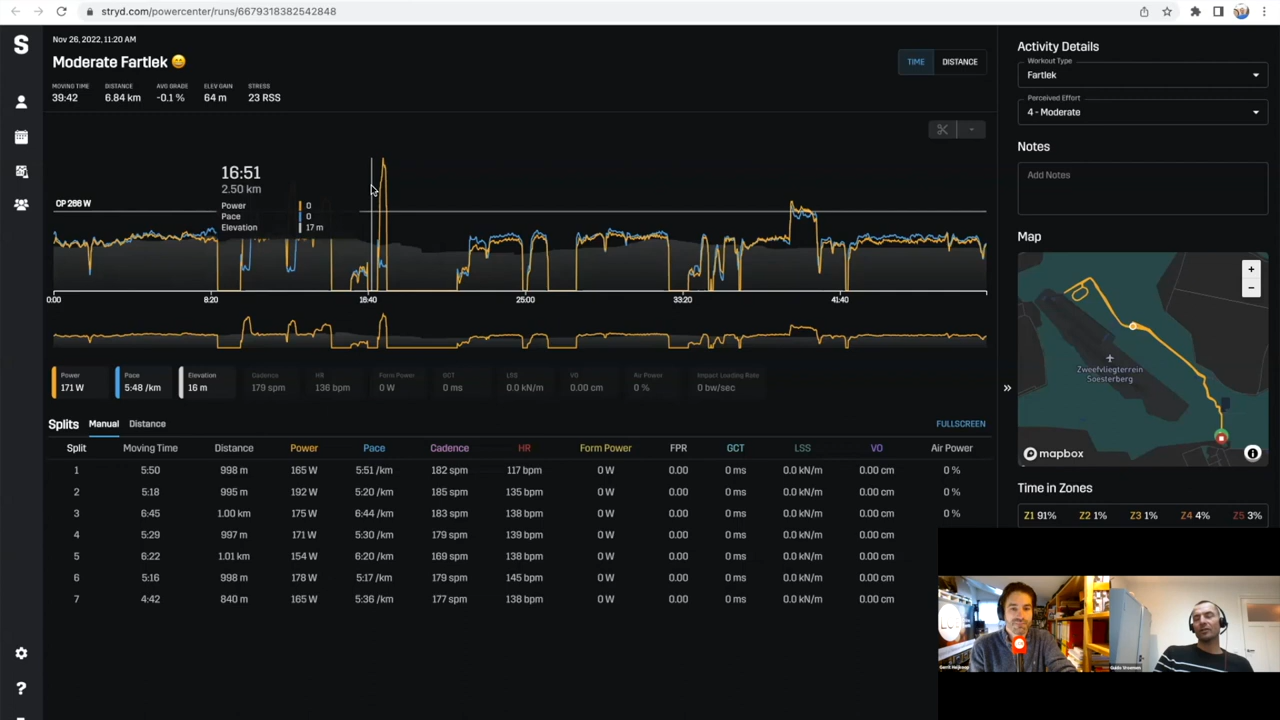 stryd.com/powercenter/runs/6679318382542848
S
Nov 26, 2022, 11:20 AM
Moderate Fartlek 😊
MOVING TIME DISTANCE AVG GRADE ELEV GAIN STRESS
39:42 6.84 km -0.1 % 64 m 23 RSS
TIME DISTANCE
16:51
2.50 km
Power 0
Pace 0
Elevation 17 m
CP 288 W
0:00 8:20 16:40 25:00 33:20 41:40
Power Pace Elevation Cadence HR Form Power GCT LSS VO Air Power Impact Loading Rate
171 W 5:48 /km 16 m 179 spm 136 bpm 0 W 0 ms 0.0 kN/m 0.00 cm 0 % 0 bw/sec
Splits Manual Distance FULLSCREEN
Split Moving Time Distance Power Pace Cadence HR Form Power FPR GCT LSS VO Air Power
1 5:50 998 m 165 W 5:51 /km 182 spm 117 bpm 0 W 0.00 0 ms 0.0 kN/m 0.00 cm 0 %
2 5:18 995 m 192 W 5:20 /km 185 spm 135 bpm 0 W 0.00 0 ms 0.0 kN/m 0.00 cm 0 %
3 6:45 1.00 km 175 W 6:44 /km 183 spm 138 bpm 0 W 0.00 0 ms 0.0 kN/m 0.00 cm 0 %
4 5:29 997 m 171 W 5:30 /km 179 spm 139 bpm 0 W 0.00 0 ms 0.0 kN/m 0.00 cm
5 6:22 1.01 km 154 W 6:20 /km 169 spm 138 bpm 0 W 0.00 0 ms 0.0 kN/m 0.00 cm
6 5:16 998 m 178 W 5:17 /km 179 spm 145 bpm 0 W 0.00 0 ms 0.0 kN/m 0.00 cm
7 4:42 840 m 165 W 5:36 /km 177 spm 138 bpm 0 W 0.00 0 ms 0.0 kN/m 0.00 cm
Activity Details
Workout Type
Fartlek
Perceived Effort
4 - Moderate
Notes
Add Notes
Map
Zweefvliegterrein
Soesterberg
mapbox
Time in Zones
Z1 91% Z2 1% Z3 1% Z4 4% Z5 3%